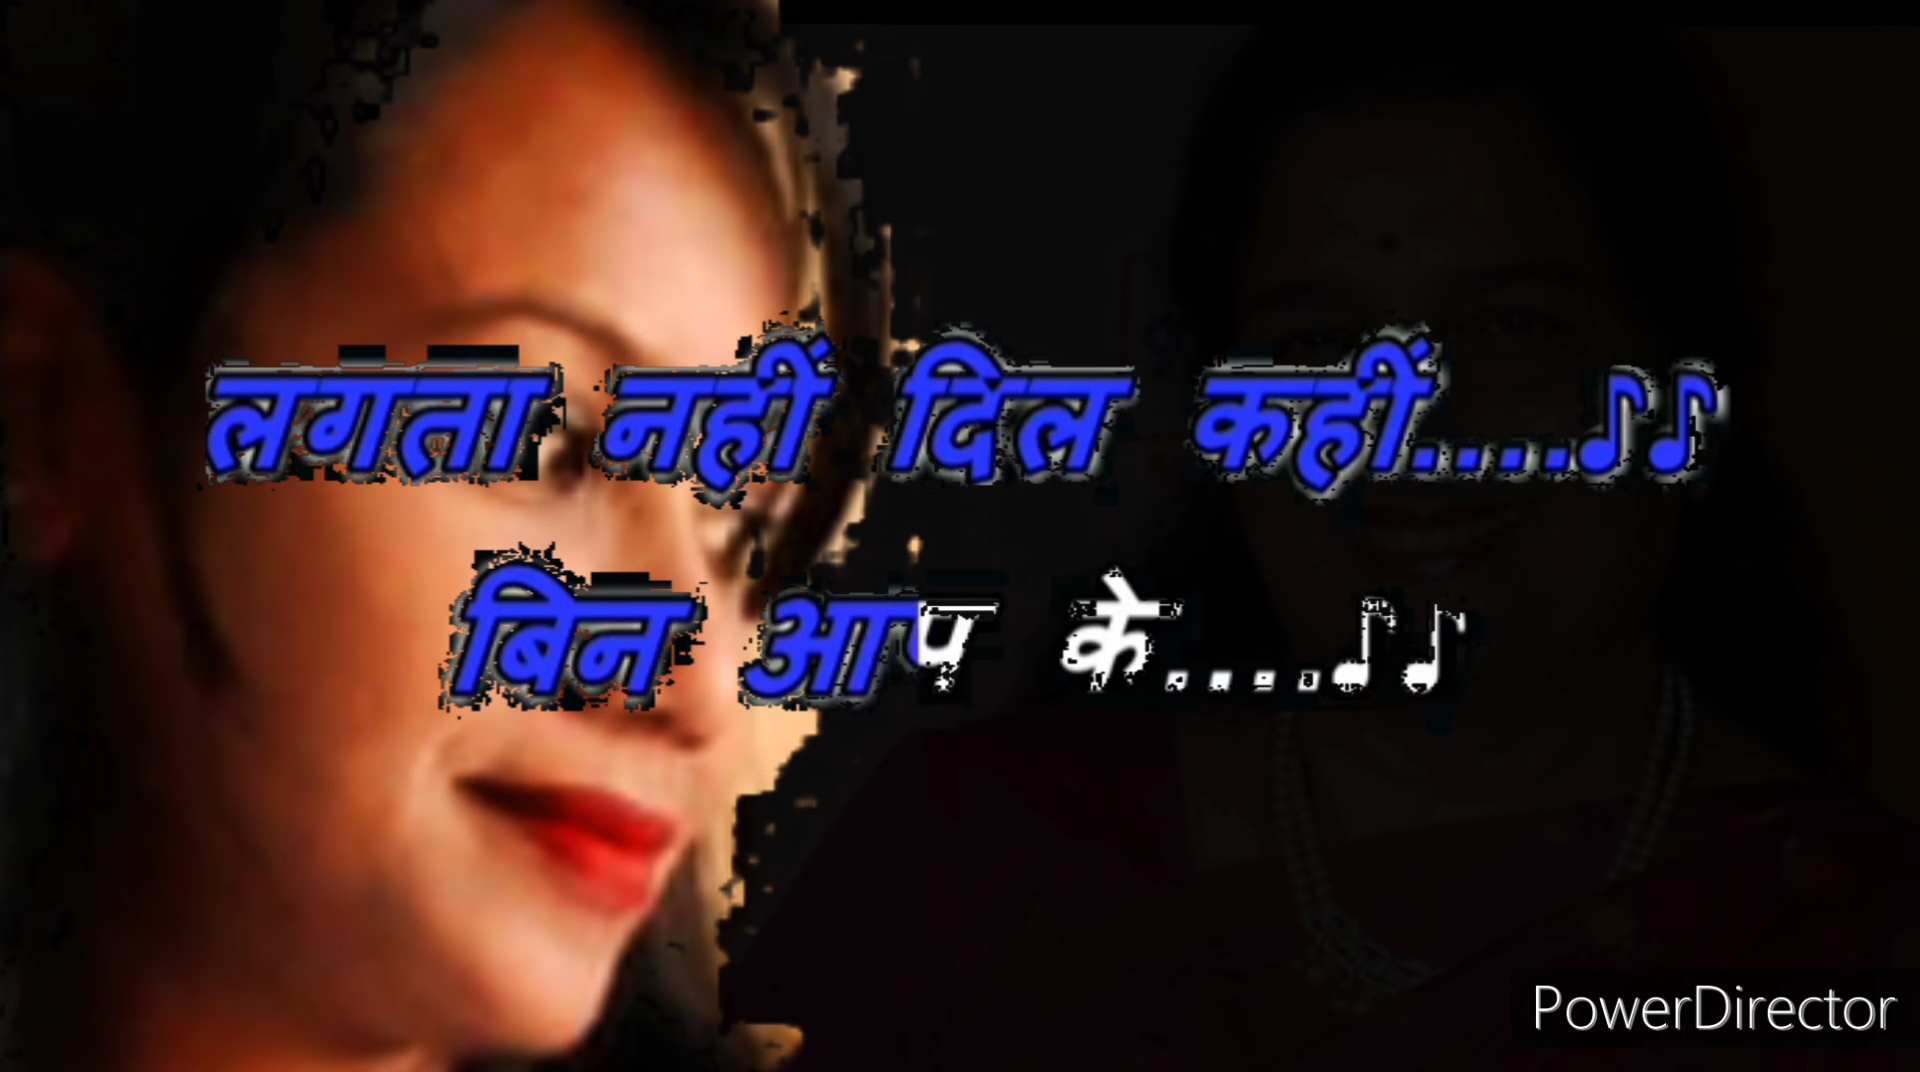 लगता नहीं दिल कहीं....♪♪
बिन आप के....♪♪
PowerDirector